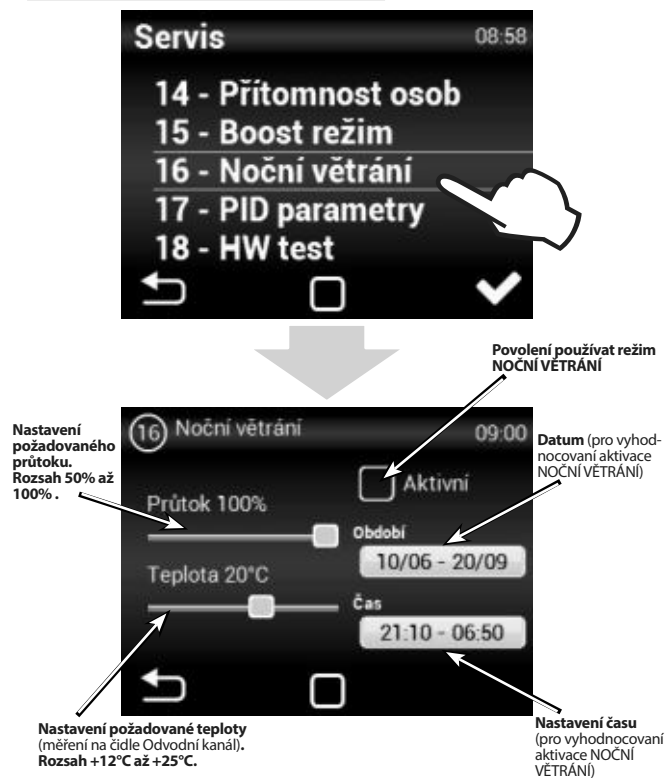 Servis 08:58
14 - Přítomnost osob
15 - Boost režim
16 - Noční větrání
17 - PID parametry
18 - HW test
Povolení používat režim
NOČNÍ VĚTRÁNÍ
Nastavení
požadovaného
průtoku.
Rozsah 50% až
100% .
16 Noční větrání 09:00
Aktivní
Průtok 100%
Období
10/06 - 20/09
Teplota 20°C
Čas
21:10 - 06:50
Datum (pro vyhod-
nocovaní aktivace
NOČNÍ VĚTRÁNÍ)
Nastavení požadované teploty
(měření na čidle Odvodní kanál).
Rozsah +12°C až +25°C.
Nastavení času
(pro vyhodnocovaní
aktivace NOČNÍ
VĚTRÁNÍ)